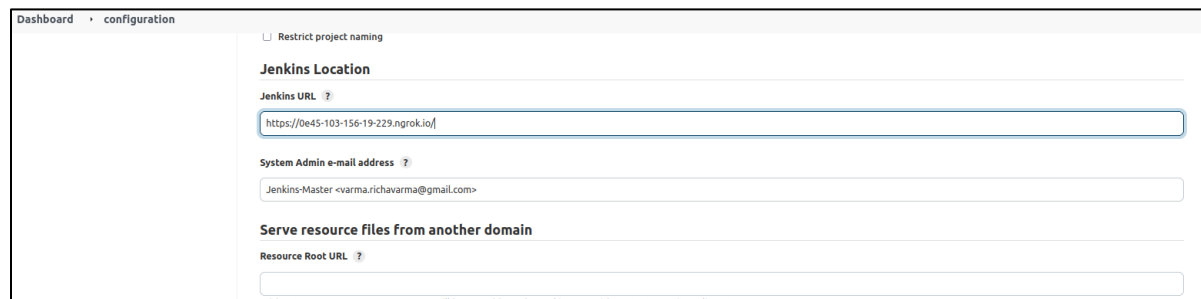 Dashboard › configuration
Restrict project naming
Jenkins Location
Jenkins URL ?
https://0e45-103-156-19-229.ngrok.io/
System Admin e-mail address ?
Jenkins-Master <varma.richavarma@gmail.com>
Serve resource files from another domain
Resource Root URL ?